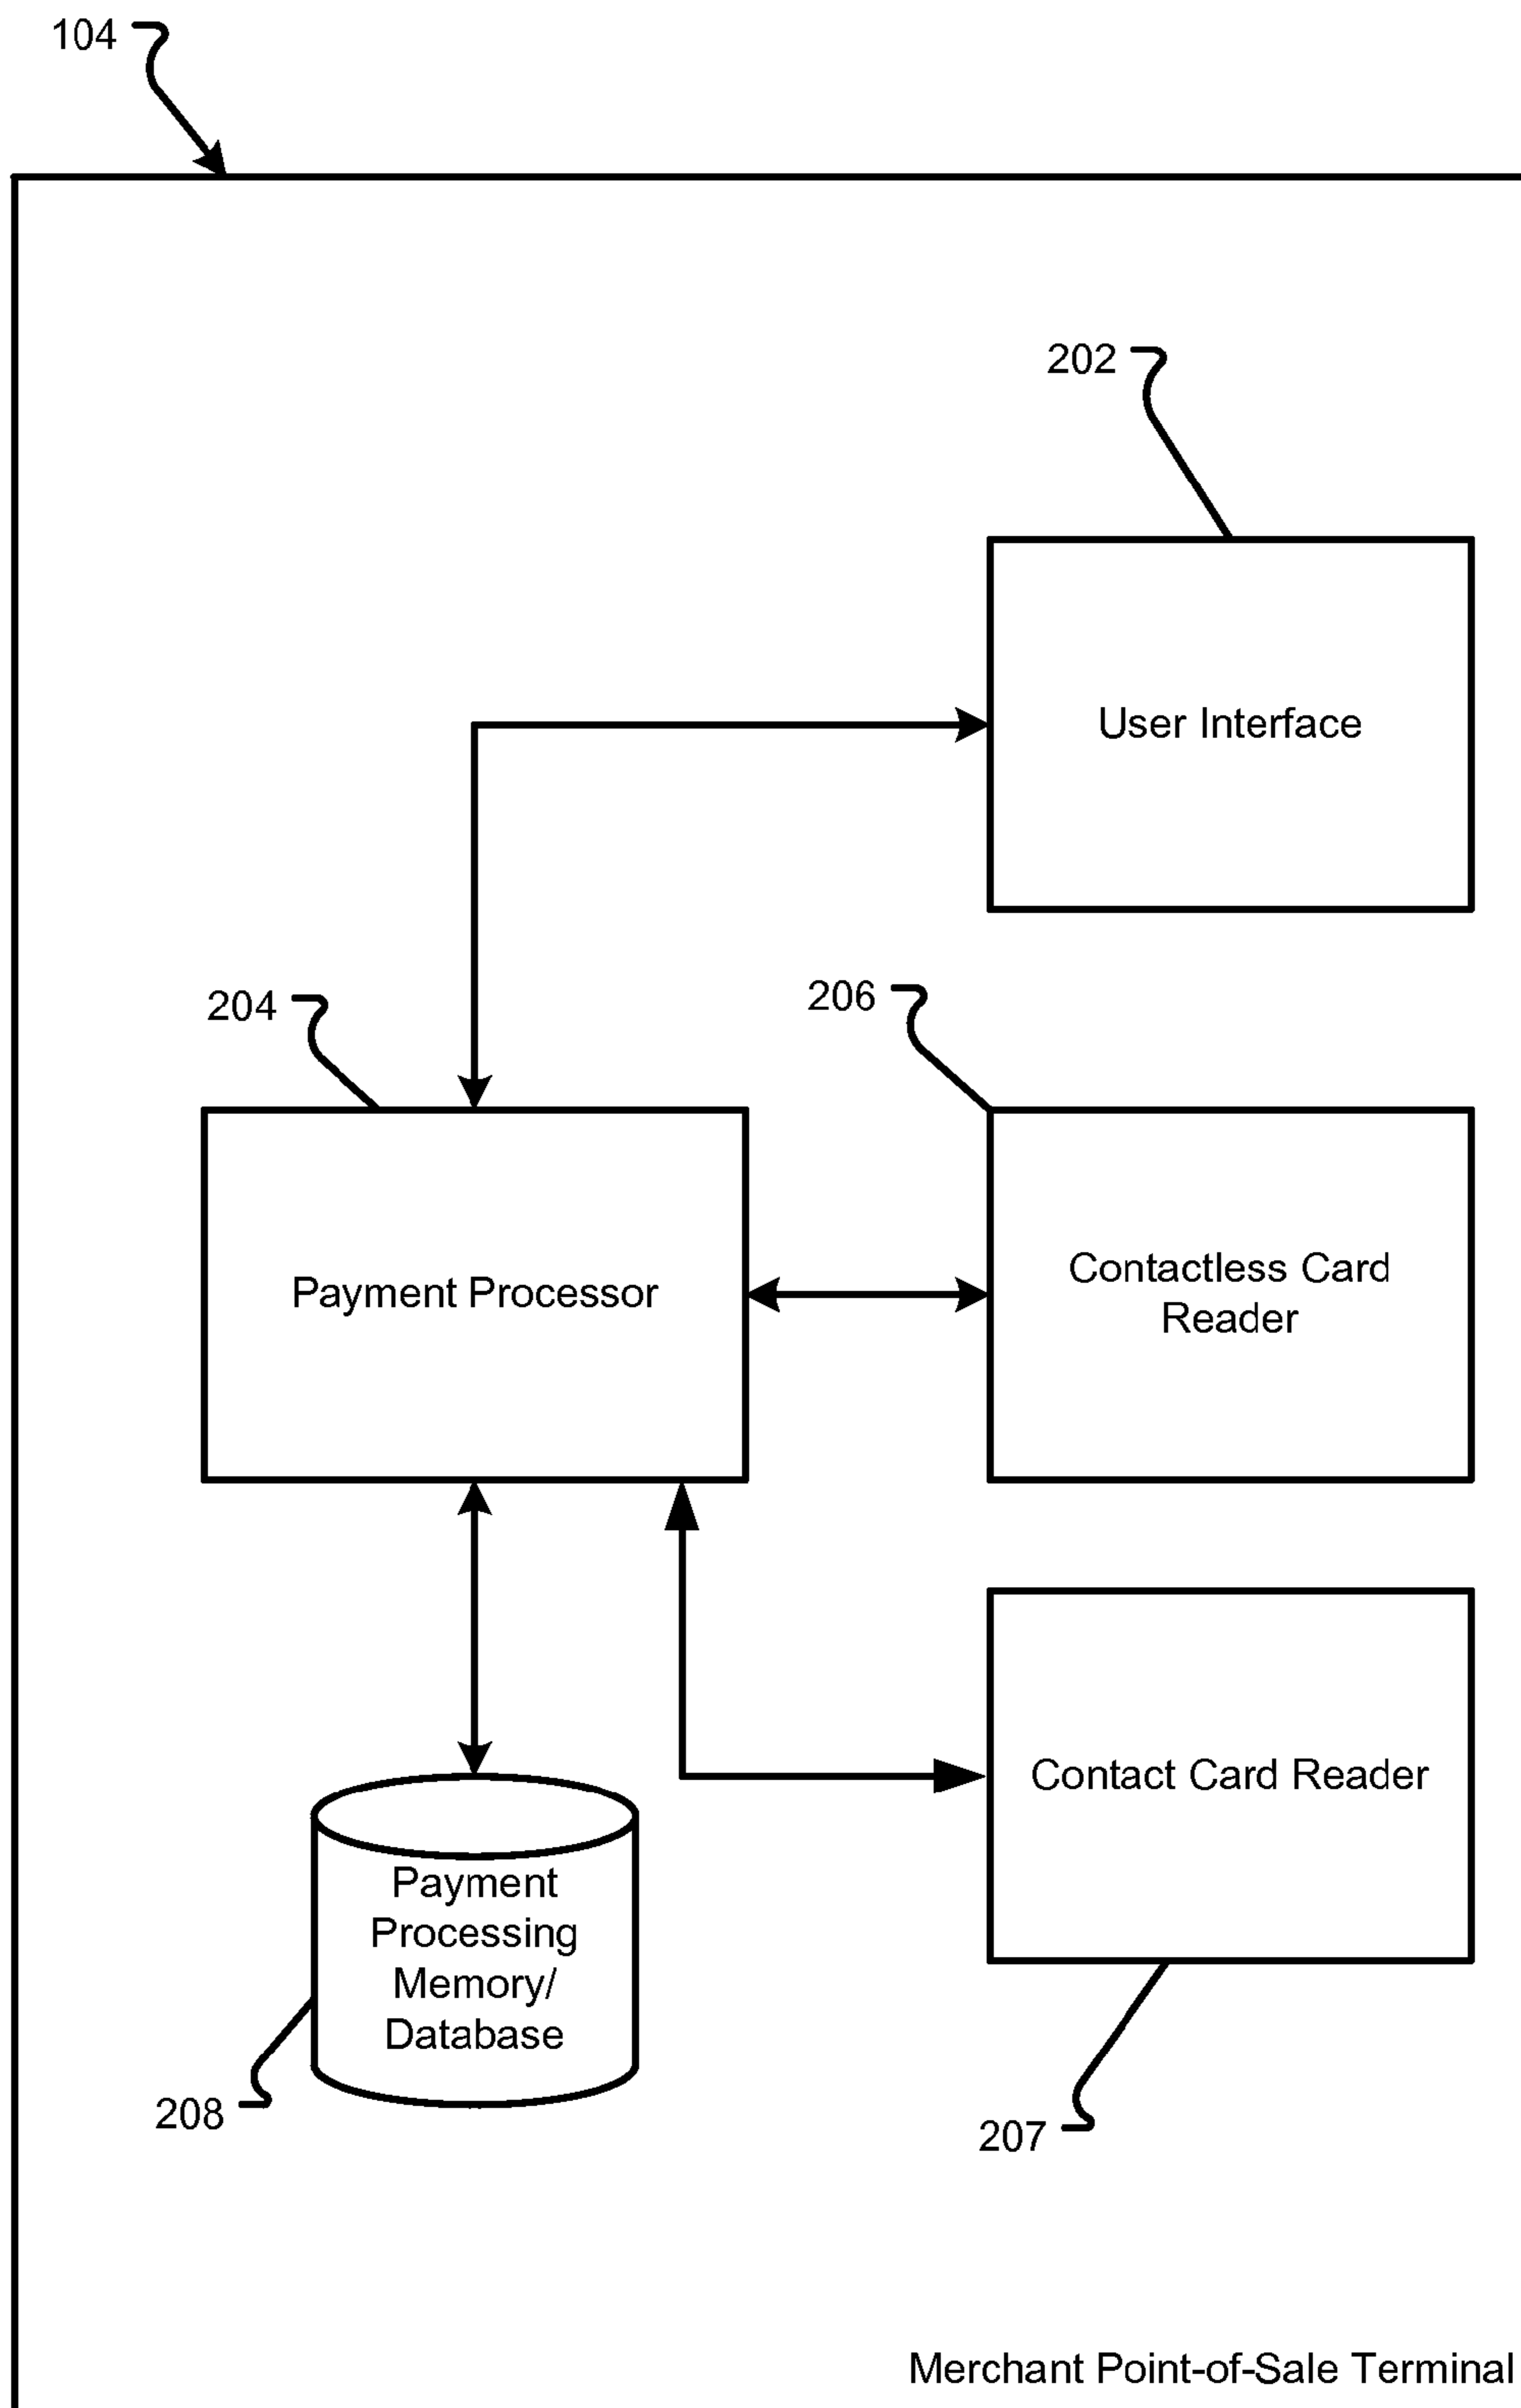 104
202
User Interface
204
206
Payment Processor
Contactless Card
Reader
Contact Card Reader
Payment
Processing
Memory/
Database
208
207
Merchant Point-of-Sale Terminal